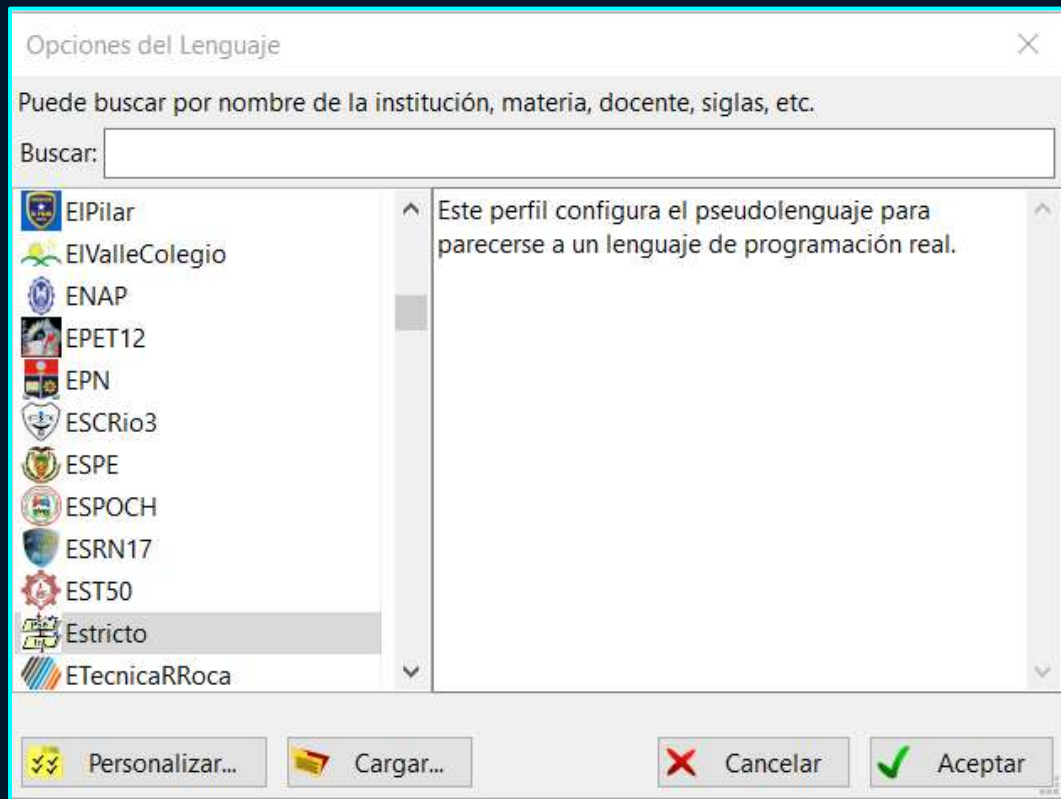 Opciones del Lenguaje
Puede buscar por nombre de la institución, materia, docente, siglas, etc.
Buscar:
ElPilar
ElValleColegio
ENAP
EPET12
EPN
ESCRio3
ESPE
ESPOCH
ESRN17
EST50
Estricto
ETecnicaRRoca
Este perfil configura el pseudolenguaje para
parecerse a un lenguaje de programación real.
Personalizar...
Cargar...
Cancelar
Aceptar